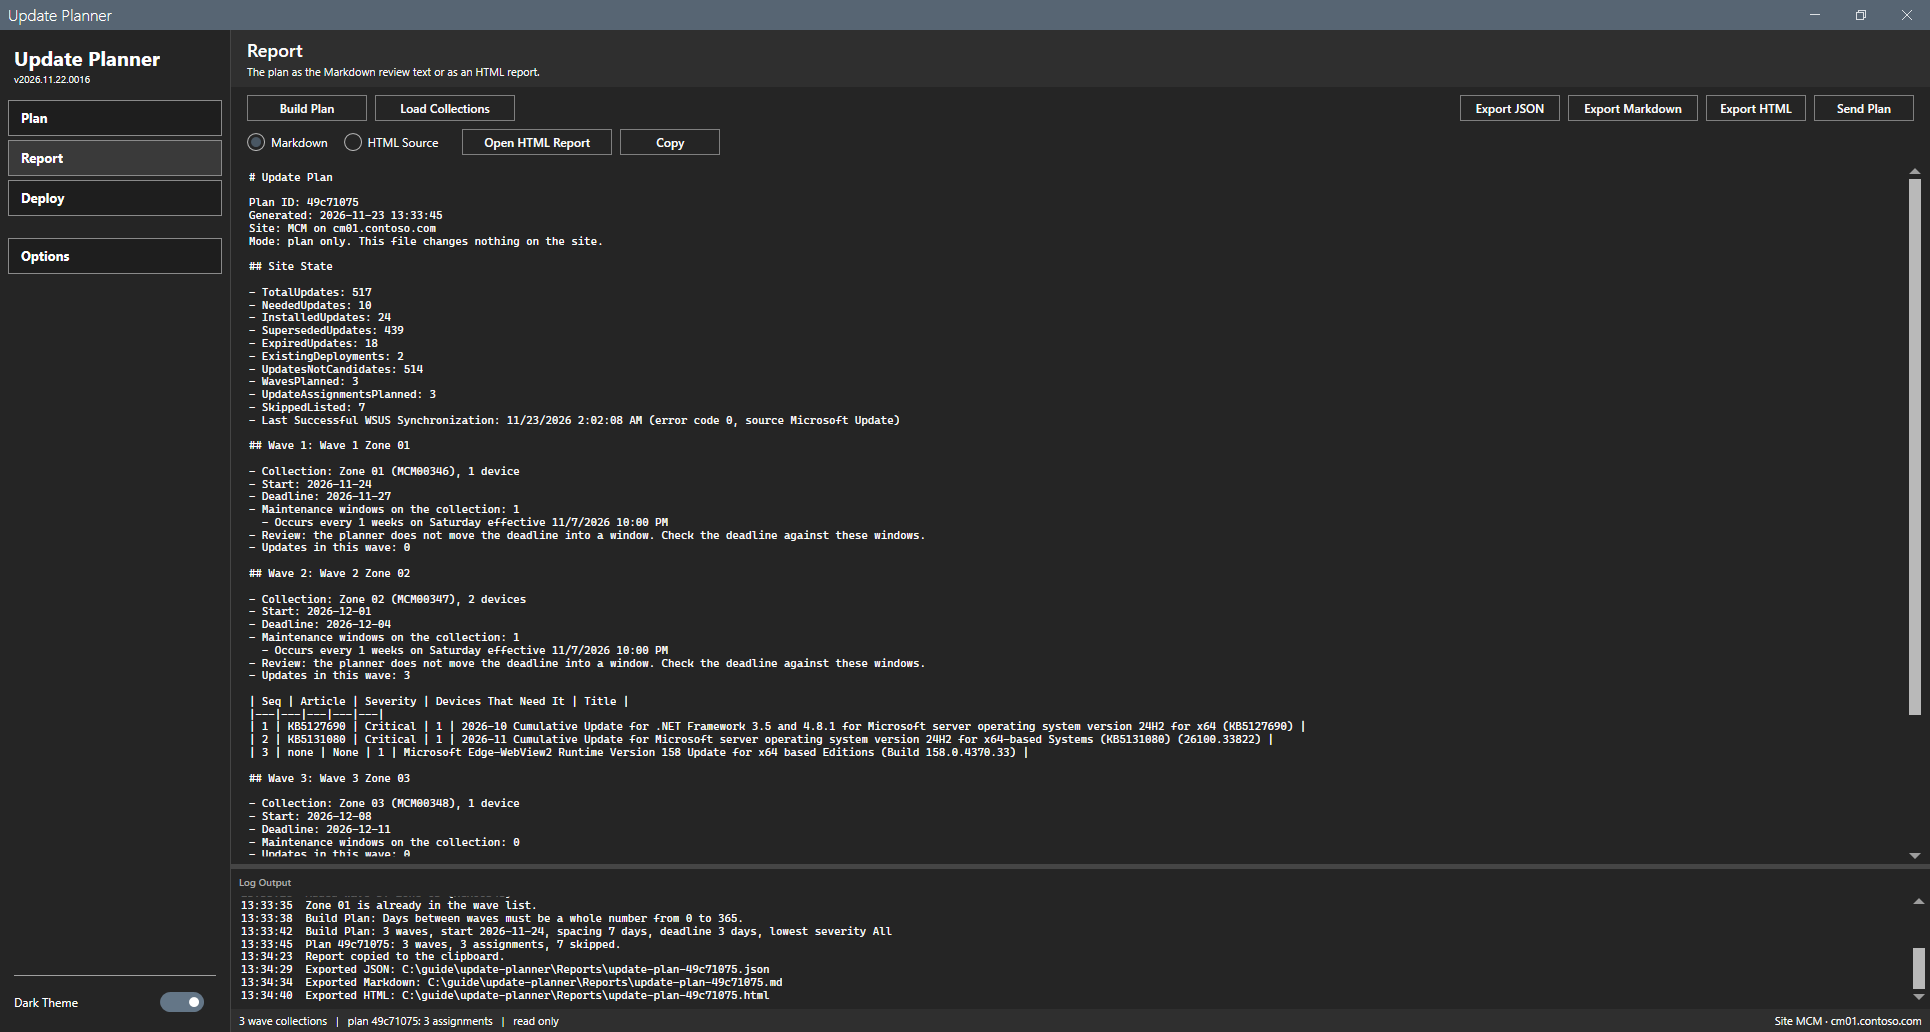 Update Planner
Update Planner
v2026.11.22.0016
Plan
Report
Deploy
Options
Dark Theme
Report
The plan as the Markdown review text or as an HTML report.
Build Plan
Load Collections
Export JSON
Export Markdown
Export HTML
Send Plan
Markdown
HTML Source
Open HTML Report
Copy
# Update Plan
Plan ID: 49c71075
Generated: 2026-11-23 13:33:45
Site: MCM on cm01.contoso.com
Mode: plan only. This file changes nothing on the site.
## Site State
- TotalUpdates: 517
- NeededUpdates: 10
- InstalledUpdates: 24
- SupersededUpdates: 439
- ExpiredUpdates: 18
- ExistingDeployments: 2
- UpdatesNotCandidates: 514
- WavesPlanned: 3
- UpdateAssignmentsPlanned: 3
- SkippedListed: 7
- Last Successful WSUS Synchronization: 11/23/2026 2:02:08 AM (error code 0, source Microsoft Update)
## Wave 1: Wave 1 Zone 01
- Collection: Zone 01 (MCM00346), 1 device
- Start: 2026-11-24
- Deadline: 2026-11-27
- Maintenance windows on the collection: 1
- Occurs every 1 weeks on Saturday effective 11/7/2026 10:00 PM
- Review: the planner does not move the deadline into a window. Check the deadline against these windows.
- Updates in this wave: 0
## Wave 2: Wave 2 Zone 02
- Collection: Zone 02 (MCM00347), 2 devices
- Start: 2026-12-01
- Deadline: 2026-12-04
- Maintenance windows on the collection: 1
- Occurs every 1 weeks on Saturday effective 11/7/2026 10:00 PM
- Review: the planner does not move the deadline into a window. Check the deadline against these windows.
- Updates in this wave: 3
| Seq | Article | Severity | Devices That Need It | Title |
|---|---|---|---|---|
| 1 | KB5127690 | Critical | 1 | 2026-10 Cumulative Update for .NET Framework 3.5 and 4.8.1 for Microsoft server operating system version 24H2 for x64 (KB5127690) |
| 2 | KB5131080 | Critical | 1 | 2026-11 Cumulative Update for Microsoft server operating system version 24H2 for x64-based Systems (KB5131080) (26100.33822) |
| 3 | none | None | 1 | Microsoft Edge-WebView2 Runtime Version 158 Update for x64 based Editions (Build 158.0.4370.33) |
## Wave 3: Wave 3 Zone 03
- Collection: Zone 03 (MCM00348), 1 device
- Start: 2026-12-08
- Deadline: 2026-12-11
- Maintenance windows on the collection: 0
- Updates in this wave: 0
Log Output
13:33:35 Zone 01 is already in the wave list.
13:33:38 Build Plan: Days between waves must be a whole number from 0 to 365.
13:33:42 Build Plan: 3 waves, start 2026-11-24, spacing 7 days, deadline 3 days, lowest severity All
13:33:45 Plan 49c71075: 3 waves, 3 assignments, 7 skipped.
13:34:23 Report copied to the clipboard.
13:34:29 Exported JSON: C:\guide\update-planner\Reports\update-plan-49c71075.json
13:34:34 Exported Markdown: C:\guide\update-planner\Reports\update-plan-49c71075.md
13:34:40 Exported HTML: C:\guide\update-planner\Reports\update-plan-49c71075.html
3 wave collections | plan 49c71075: 3 assignments | read only
Site MCM · cm01.contoso.com